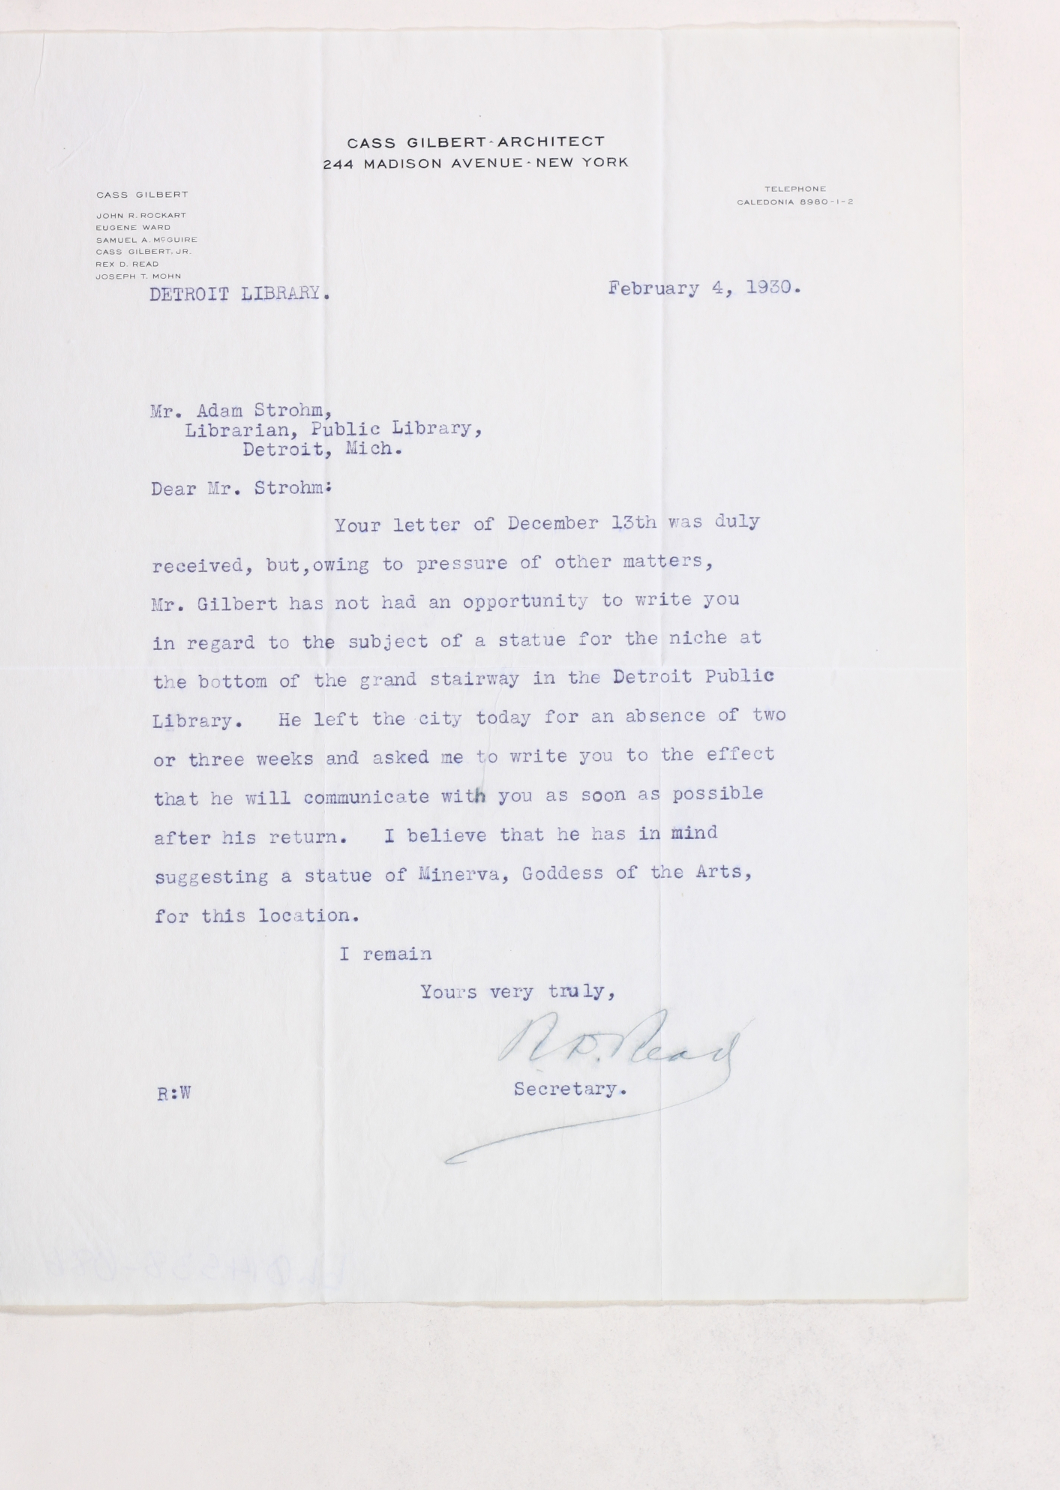 CASS GILBERT-ARCHITECT
244 MADISON AVENUE-NEW YORK
CASS GILBERT
JOHN R. ROCKART
EUGENE WARD
SAMUEL A. McGUIRE
CASS GILBERT, JR.
REX D. READ
JOSEPH T. MOHN
TELEPHONE
CALEDONIA 8980-1-2
DETROIT LIBRARY.
February 4, 1930.
Mr. Adam Strohm,
Librarian, Public Library,
Detroit, Mich.
Dear Mr. Strohm:
Your letter of December 13th was duly
received, but,owing to pressure of other matters,
Mr. Gilbert has not had an opportunity to write you
in regard to the subject of a statue for the niche at
the bottom of the grand stairway in the Detroit Public
Library. He left the city today for an absence of two
or three weeks and asked me to write you to the effect
that he will communicate with you as soon as possible
after his return. I believe that he has in mind
suggesting a statue of Minerva, Goddess of the Arts,
for this location.
I remain
Yours very truly,
R. D. Read
Secretary.
R:W